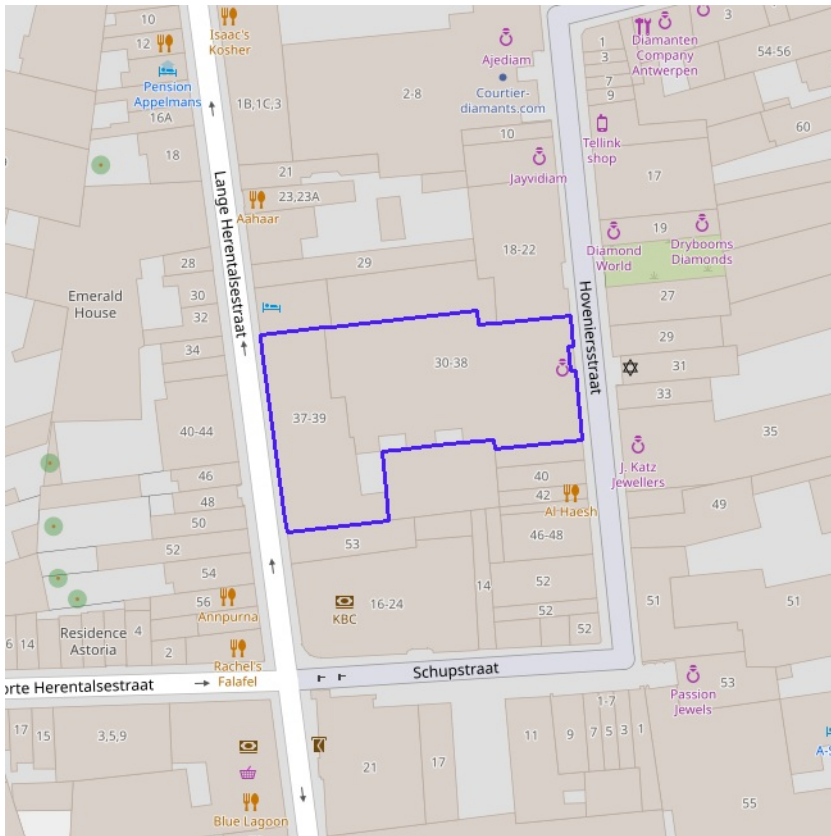 10
12
Isaac's
Kosher
Pension
Appelmans
16A
18
1B,1C;3
2-8
Ajediam
Courtier-
diamants.com
10
Jayvidiam
1
3
7
9
Diamanten
Company
Antwerpen
3
54-56
60
Tellink
shop
17
19
Diamond
World
Drybooms
Diamonds
21
23,23A
Aahaar
Lange Herentalsestraat
18-22
29
28
30
32
34
Emerald
House
27
29
31
33
35
Hoveniersstraat
30-38
37-39
40-44
46
48
50
52
54
56
J. Katz
Jewellers
49
40
42
Al Haesh
46-48
53
52
52
52
14
16-24
KBC
51
51
Annpurna
Residence
Astoria
6
14
4
2
Rachel's
Falafel
orte Herentalsestraat
Schupstraat
Passion
Jewels
53
17
15
3,5,9
21
17
11
9
7
5
3
1
1-7
A-S
55
Blue Lagoon